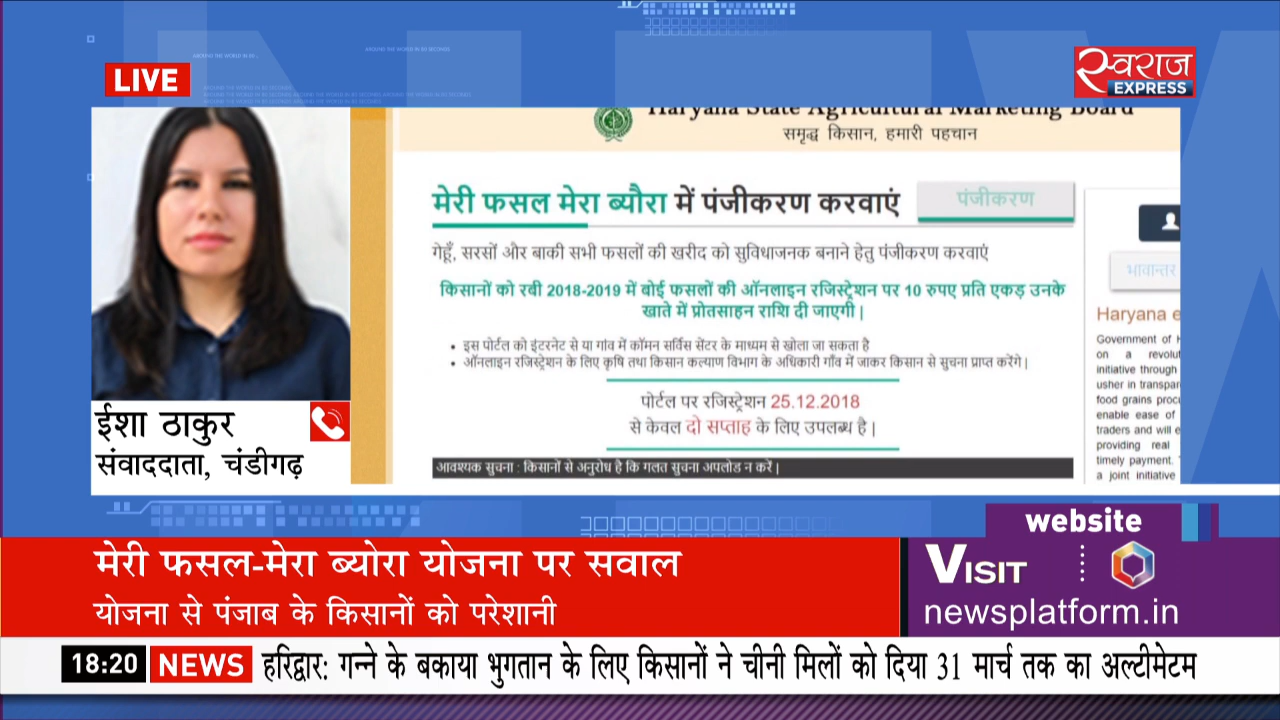 LIVE
स्वराज
EXPRESS
Haryana State Agricultural Marketing Board
समृद्ध किसान, हमारी पहचान
मेरी फसल मेरा ब्यौरा में पंजीकरण करवाएं
पंजीकरण
गेहूँ, सरसों और बाकी सभी फसलों की खरीद को सुविधाजनक बनाने हेतु पंजीकरण करवाएं
किसानों को रबी 2018-2019 में बोई फसलों की ऑनलाइन रजिस्ट्रेशन पर 10 रुपए प्रति एकड़ उनके
खाते में प्रोतसाहन राशि दी जाएगी |
• इस पोर्टल को इंटरनेट से या गांव में कॉमन सर्विस सेंटर के माध्यम से खोला जा सकता है
• ऑनलाइन रजिस्ट्रेशन के लिए कृषि तथा किसान कल्याण विभाग के अधिकारी गाँव में जाकर किसान से सुचना प्राप्त करेंगे |
पोर्टल पर रजिस्ट्रेशन 25.12.2018
से केवल दो सप्ताह के लिए उपलब्ध है |
आवश्यक सुचना : किसानों से अनुरोध है कि गलत सुचना अपलोड न करें |
भावान्तर
Haryana e
Government of
on a revolut
initiative through
usher in transpar
food grains proc
enable ease of
traders and will e
providing real
timely payment.
a joint initiative
ईशा ठाकुर
संवाददाता, चंडीगढ़
website
VISIT
newsplatform.in
मेरी फसल-मेरा ब्योरा योजना पर सवाल
योजना से पंजाब के किसानों को परेशानी
18:20 NEWS हरिद्वार: गन्ने के बकाया भुगतान के लिए किसानों ने चीनी मिलों को दिया 31 मार्च तक का अल्टीमेटम